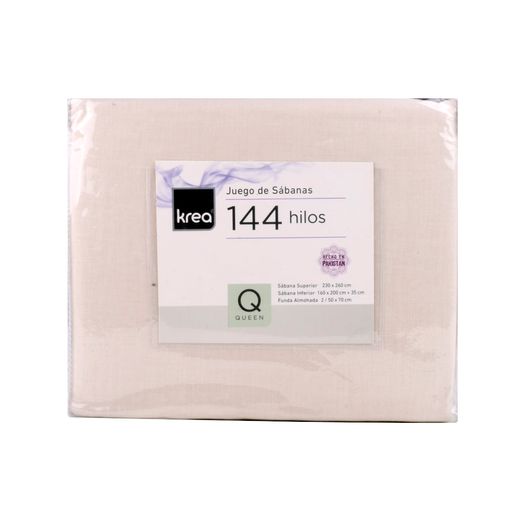 krea
Juego de Sábanas
144 hilos
HECHO EN
PAKISTAN
Sábana Superior 230 x 260 cm
Sábana Inferior 160 x 200 cm + 35 cm
Funda Almohada 2 / 50 x 70 cm
Q
QUEEN